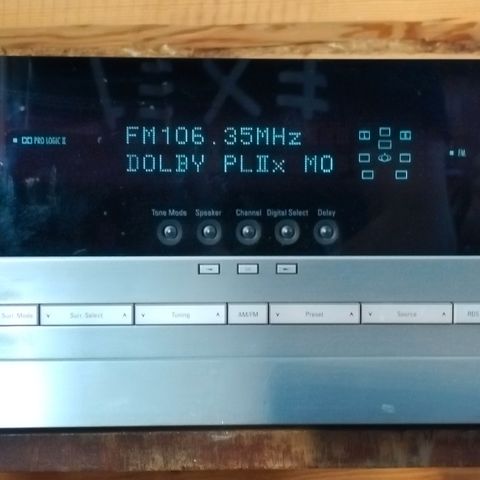 FM106.35MHz
DOLBY PLⅡx MO
PRO LOGIC II
FM
Tone Mode Speaker Channel Digital Select Delay
Surr. Mode Surr. Select Tuning AM/FM Preset Source RDS